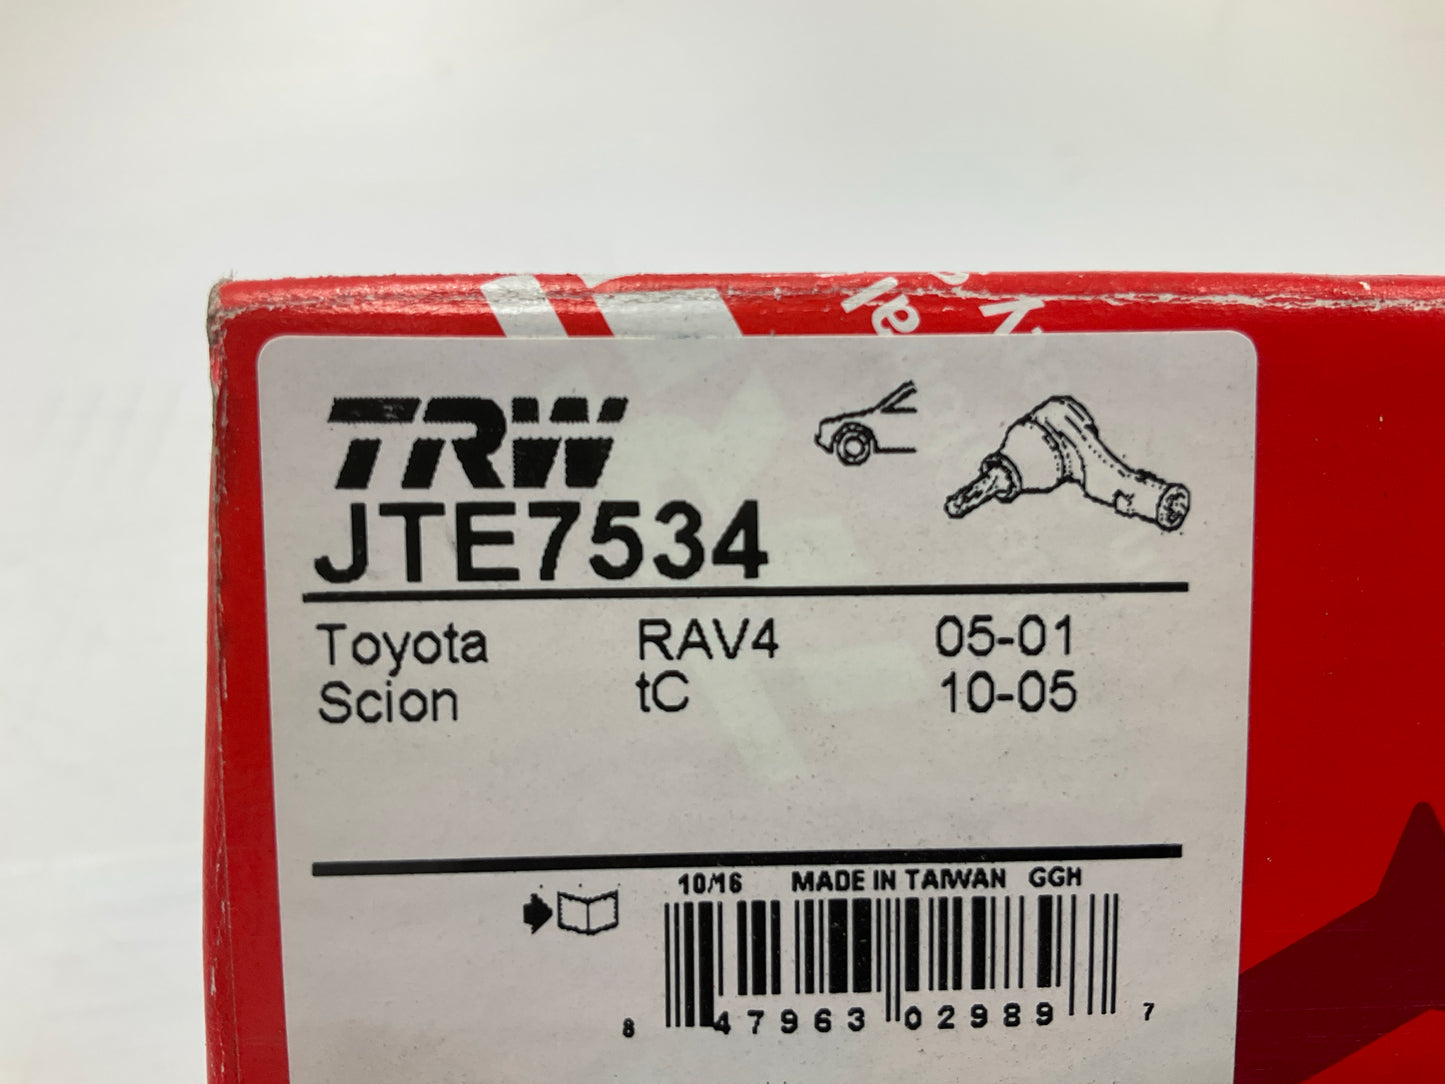 TRW
JTE7534
Toyota RAV4 05-01
Scion tC 10-05
10/16 MADE IN TAIWAN GGH
8 47963 02989 7